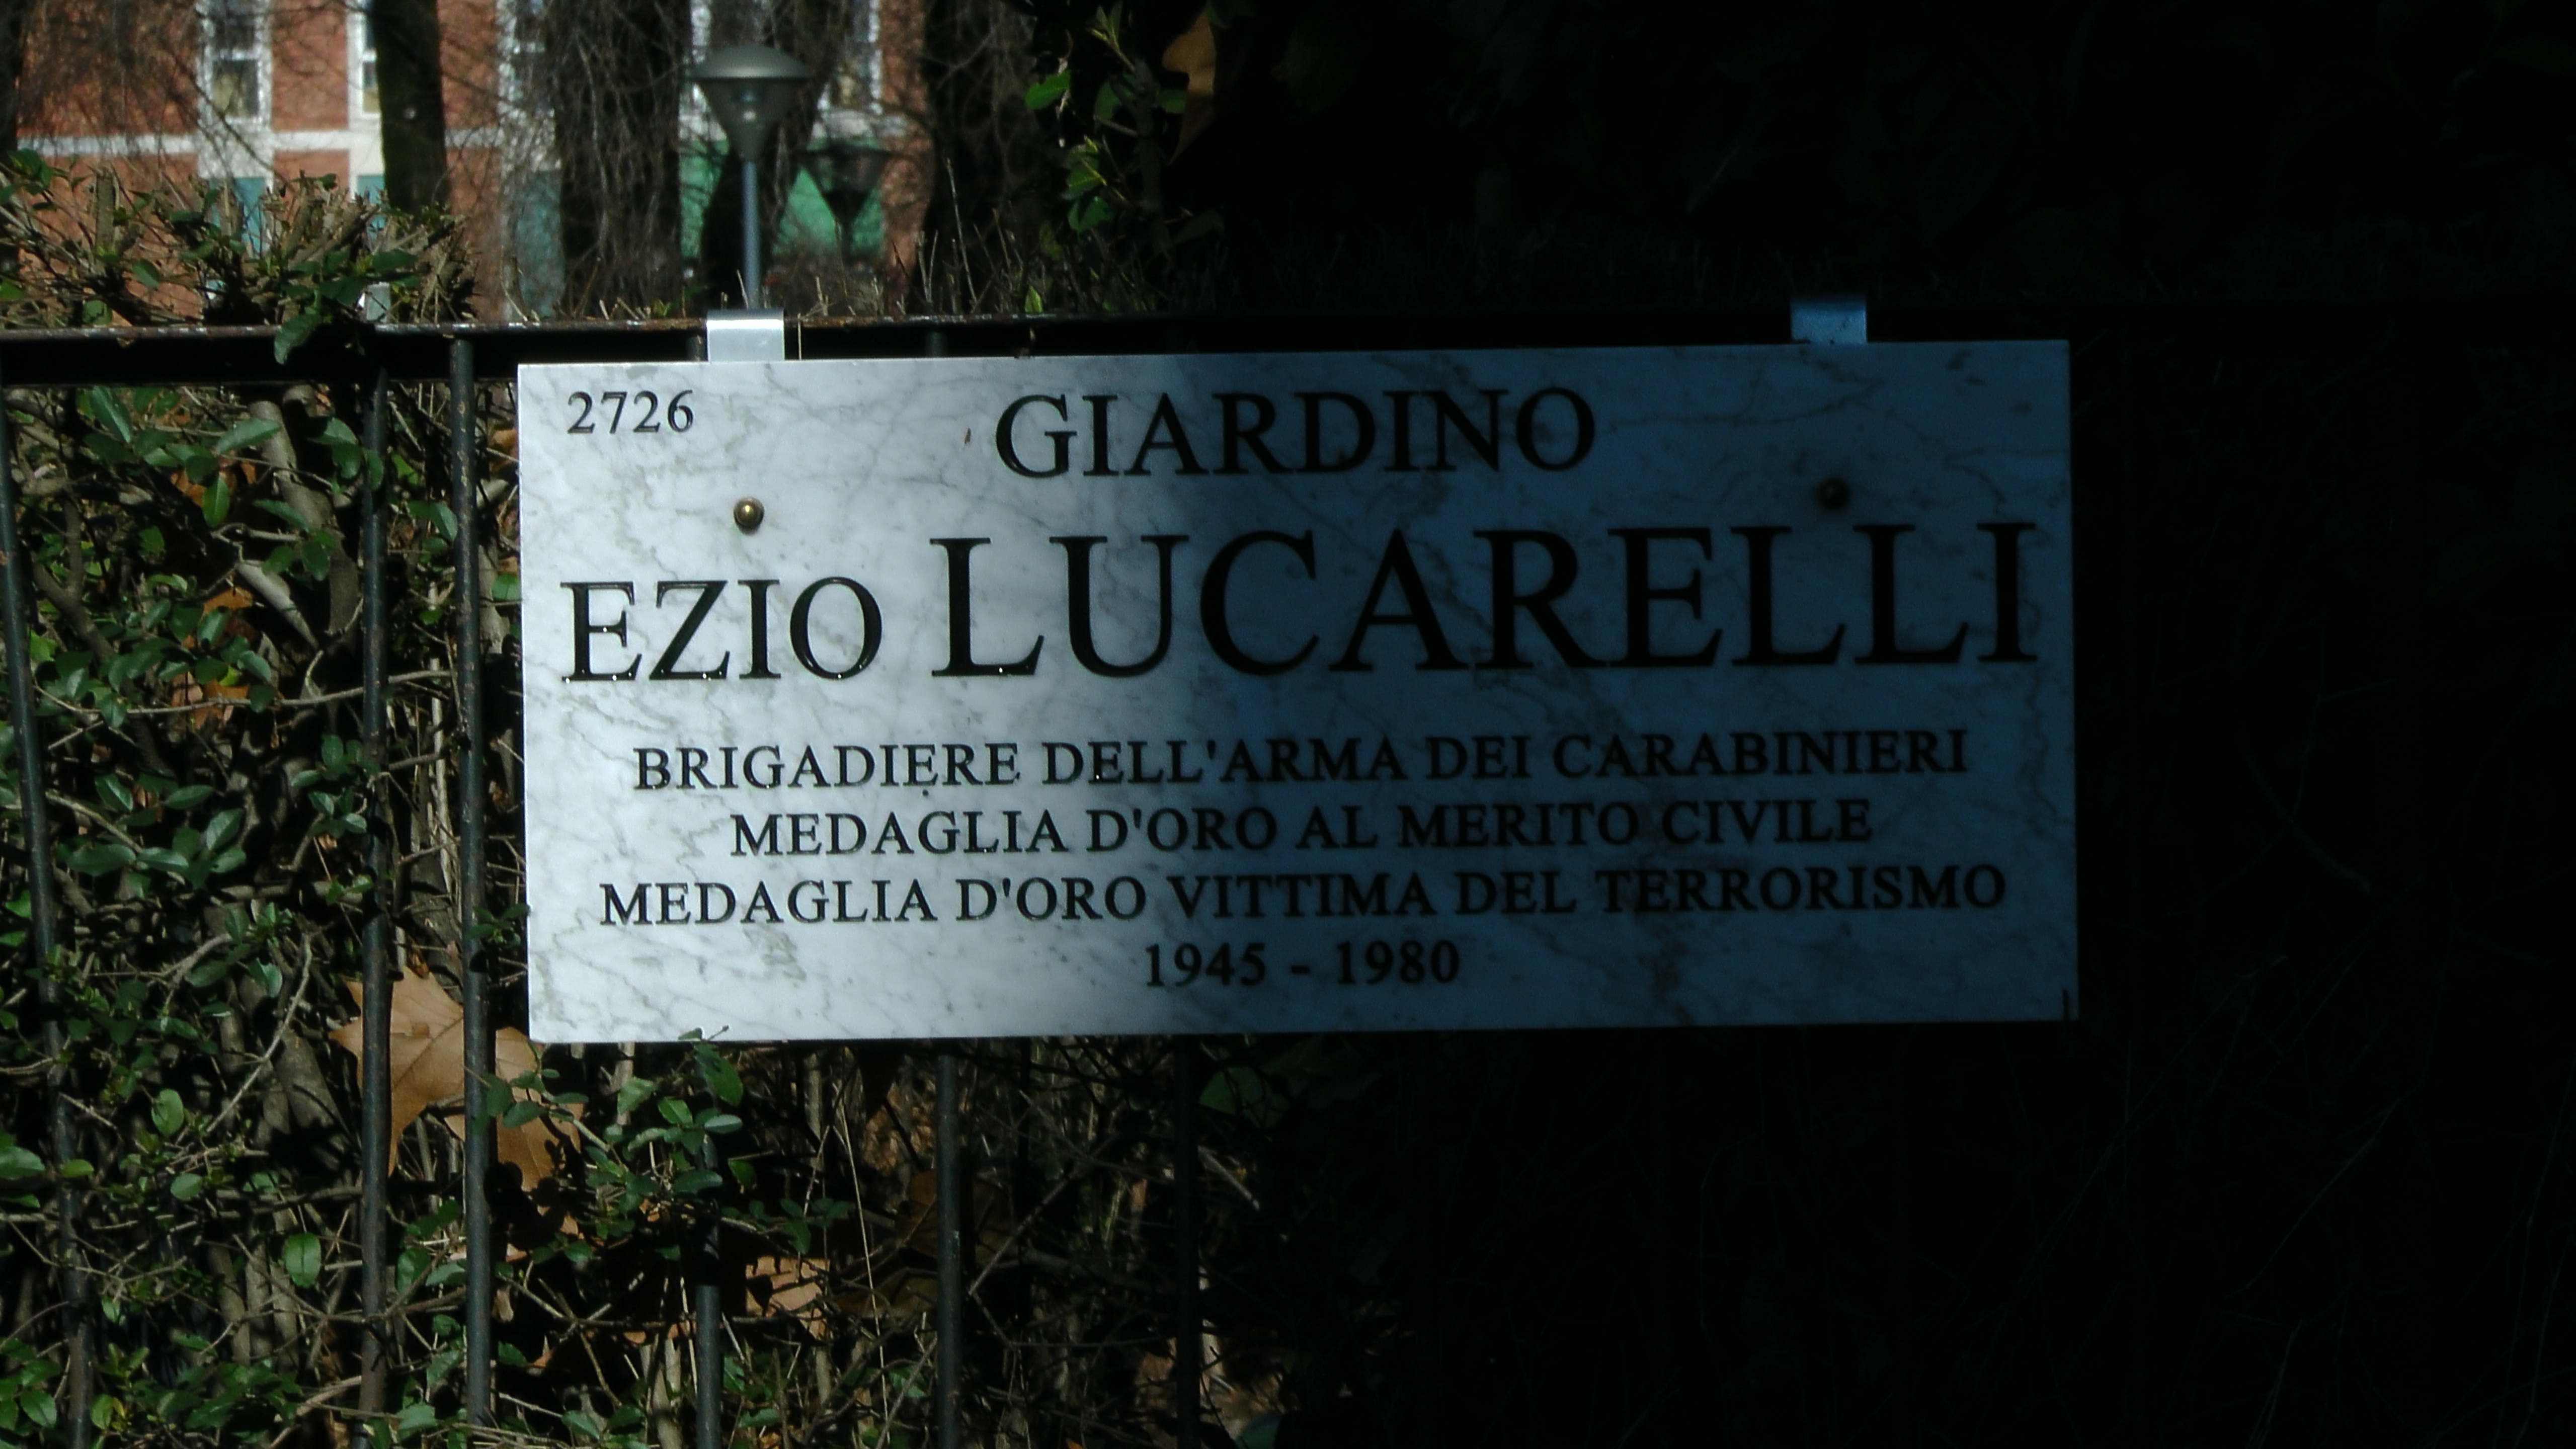 2726
GIARDINO
EZIO LUCARELLI
BRIGADIERE DELL'ARMA DEI CARABINIERI
MEDAGLIA D'ORO AL MERITO CIVILE
MEDAGLIA D'ORO VITTIMA DEL TERRORISMO
1945 - 1980